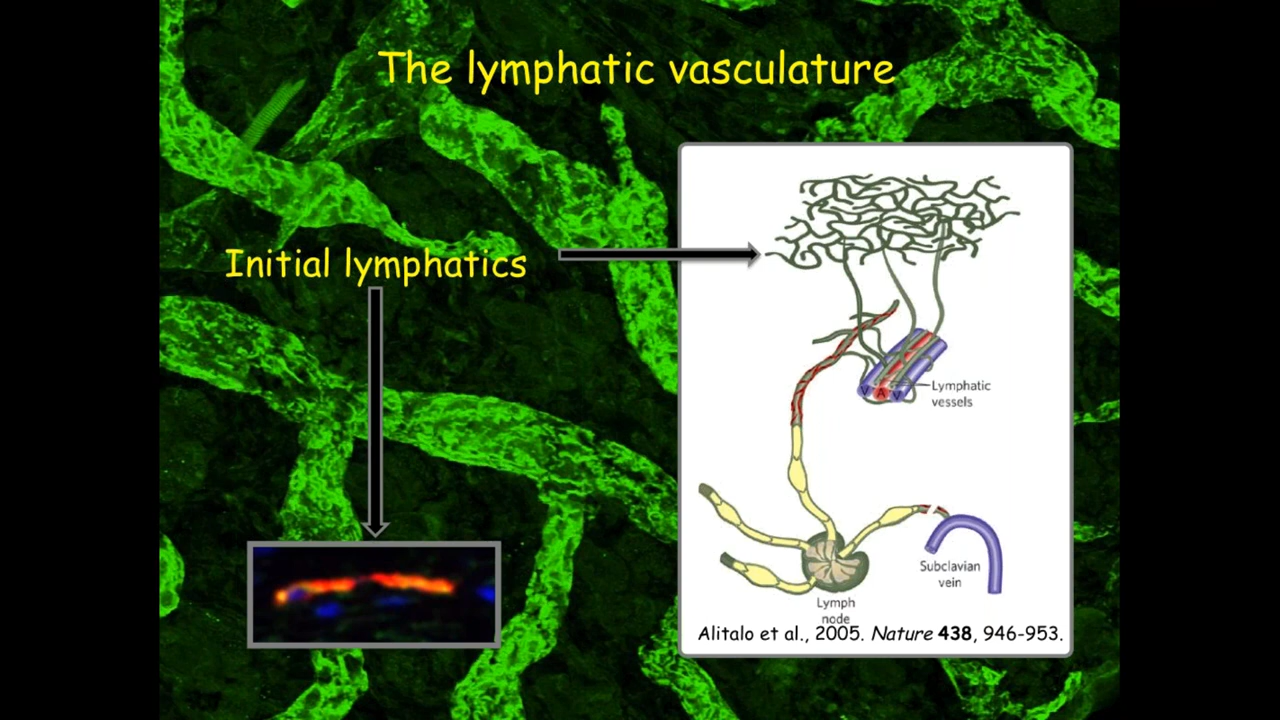 The lymphatic vasculature
Initial lymphatics
V A V
Lymphatic
vessels
Subclavian
vein
Lymph
node
Alitalo et al., 2005. Nature 438, 946-953.